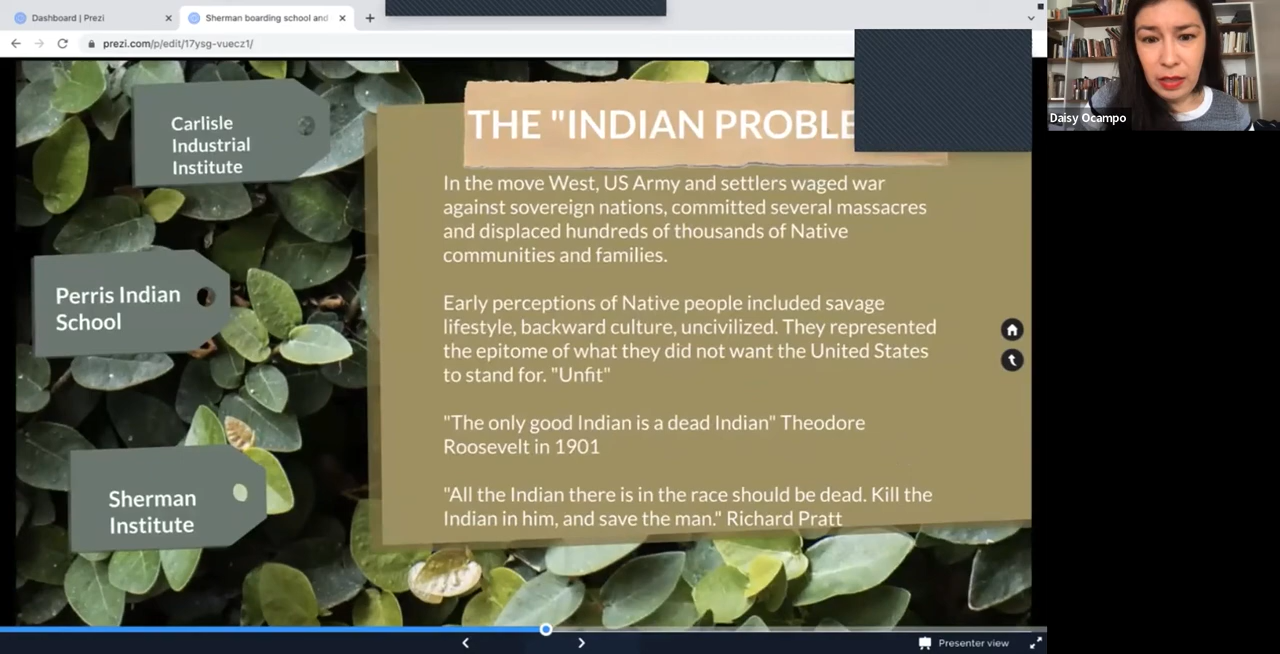 Dashboard | Prezi
Sherman boarding school and
prezi.com/p/edit/17ysg-vuecz1/
Daisy Ocampo
Carlisle
Industrial
Institute
Perris Indian
School
Sherman
Institute
THE "INDIAN PROBLE
In the move West, US Army and settlers waged war
against sovereign nations, committed several massacres
and displaced hundreds of thousands of Native
communities and families.
Early perceptions of Native people included savage
lifestyle, backward culture, uncivilized. They represented
the epitome of what they did not want the United States
to stand for. "Unfit"
"The only good Indian is a dead Indian" Theodore
Roosevelt in 1901
"All the Indian there is in the race should be dead. Kill the
Indian in him, and save the man." Richard Pratt
Presenter view